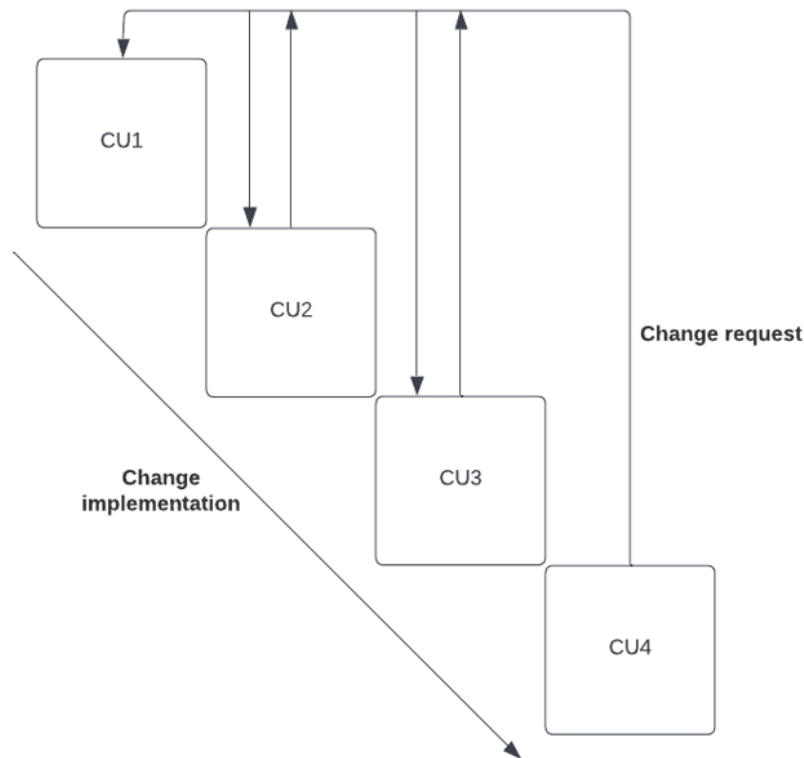 CU1
CU2
Change request
CU3
Change
implementation
CU4